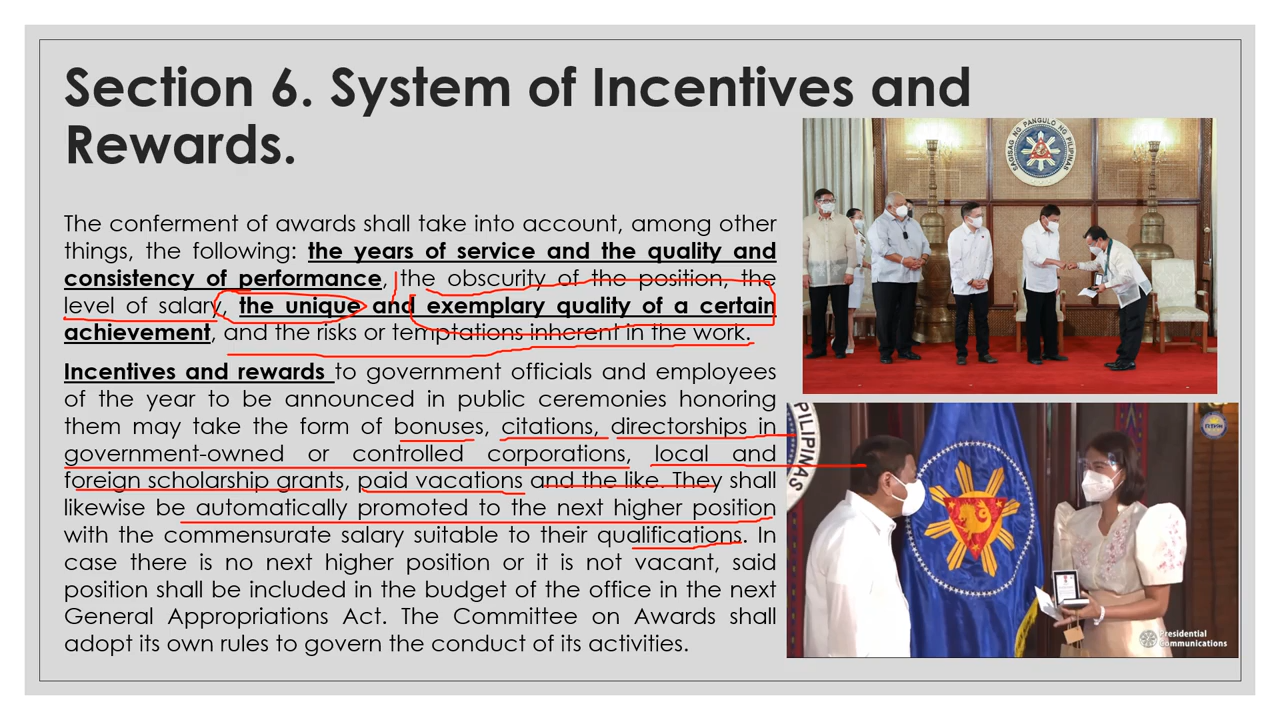 Section 6. System of Incentives and
Rewards.
The conferment of awards shall take into account, among other
things, the following: the years of service and the quality and
consistency of performance, the obscurity of the position, the
level of salary, the unique and exemplary quality of a certain
achievement, and the risks or temptations inherent in the work.
Incentives and rewards to government officials and employees
of the year to be announced in public ceremonies honoring
them may take the form of bonuses, citations, directorships in
government-owned or controlled corporations, local and
foreign scholarship grants, paid vacations and the like. They shall
likewise be automatically promoted to the next higher position
with the commensurate salary suitable to their qualifications. In
case there is no next higher position or it is not vacant, said
position shall be included in the budget of the office in the next
General Appropriations Act. The Committee on Awards shall
adopt its own rules to govern the conduct of its activities.
SAGISAG NG PANGULO NG PILIPINAS
PILIPINAS
Presidential
Communications